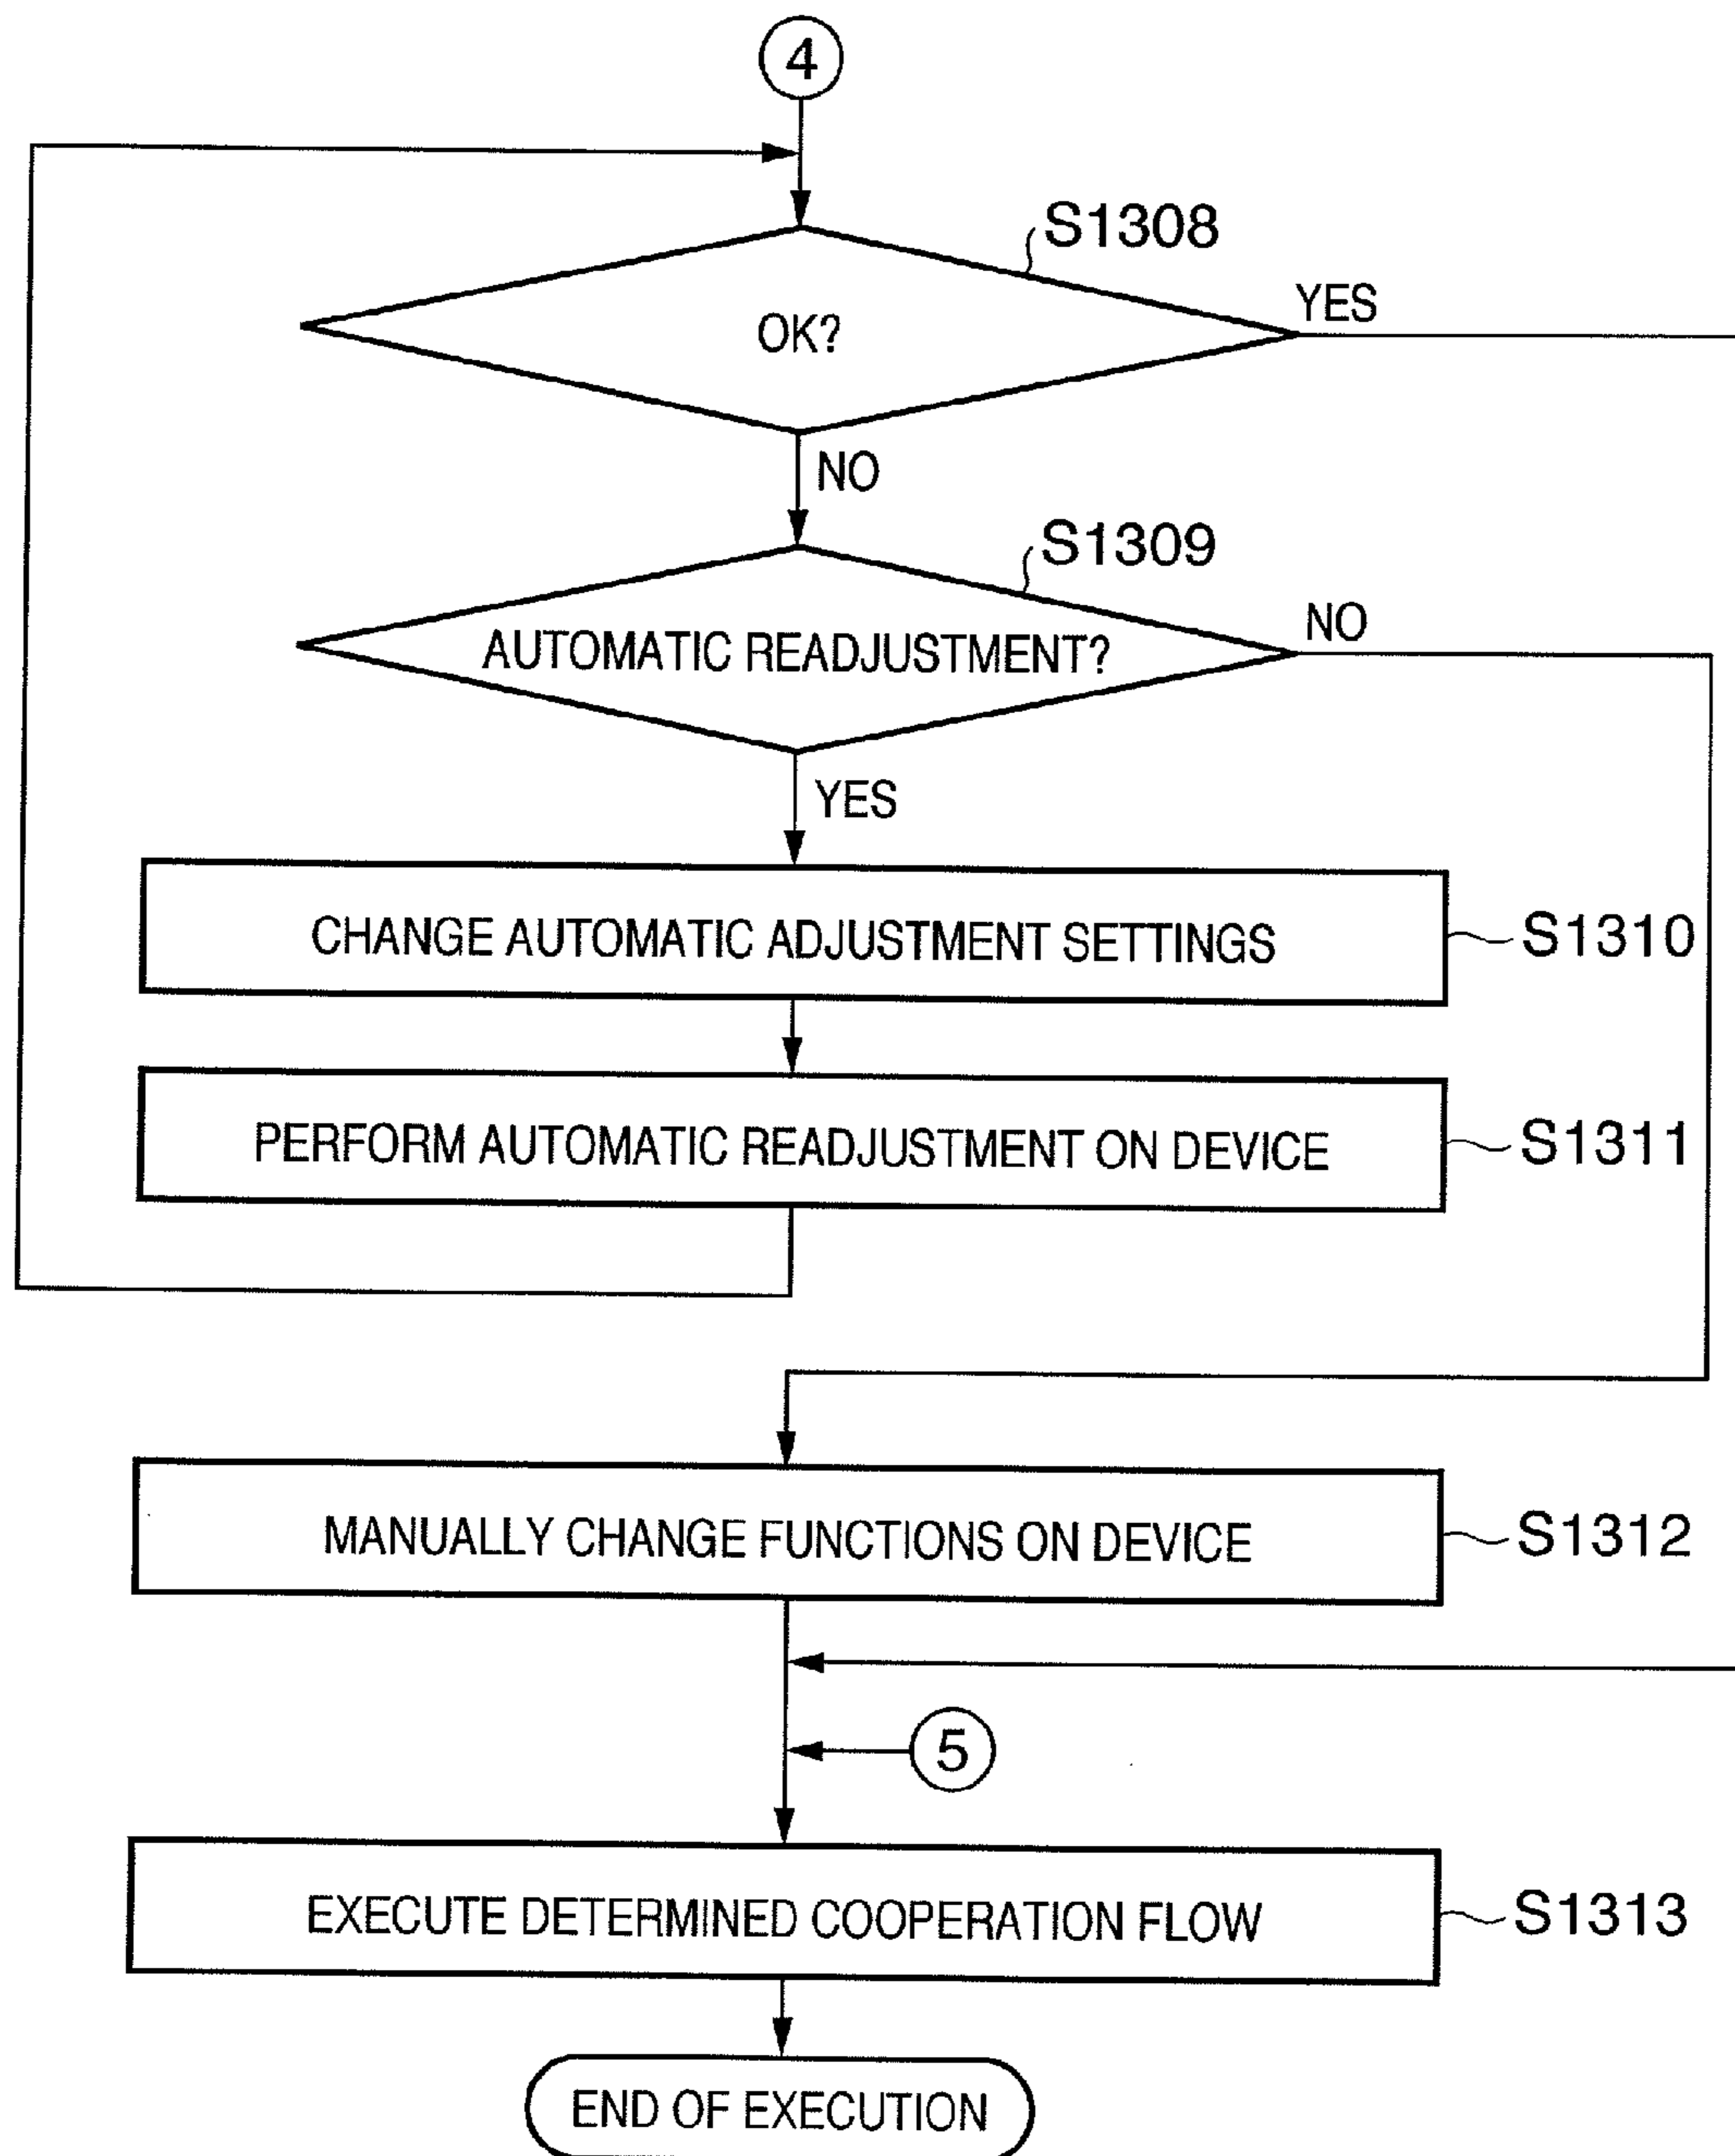 4
S1308
OK?
YES
NO
S1309
AUTOMATIC READJUSTMENT?
NO
YES
CHANGE AUTOMATIC ADJUSTMENT SETTINGS
S1310
PERFORM AUTOMATIC READJUSTMENT ON DEVICE
S1311
MANUALLY CHANGE FUNCTIONS ON DEVICE
S1312
5
EXECUTE DETERMINED COOPERATION FLOW
S1313
END OF EXECUTION